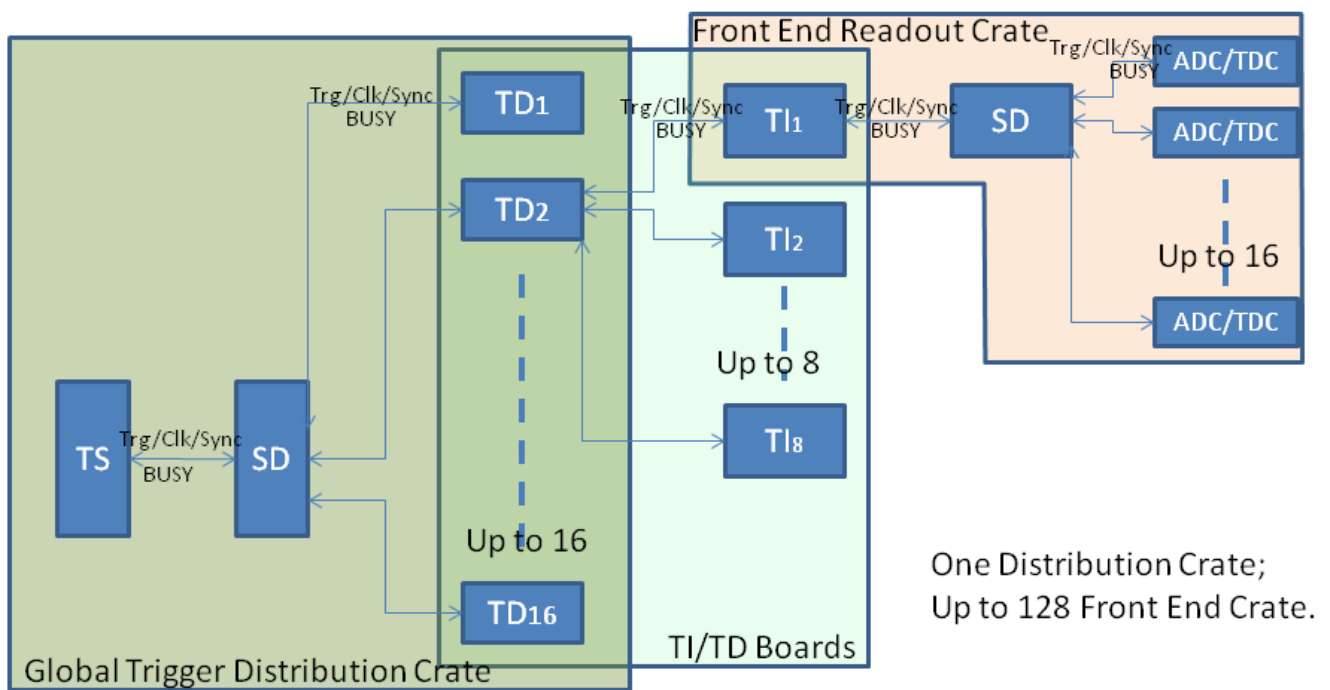 Front End Readout Crate
Trg/Clk/Sync
BUSY
ADC/TDC
Trg/Clk/Sync
BUSY
TD1
Trg/Clk/Sync
BUSY
TI1
Trg/Clk/Sync
BUSY
SD
ADC/TDC
TD2
TI2
Up to 16
ADC/TDC
Up to 8
TI8
TS
Trg/Clk/Sync
BUSY
SD
Up to 16
TD16
One Distribution Crate;
Up to 128 Front End Crate.
TI/TD Boards
Global Trigger Distribution Crate